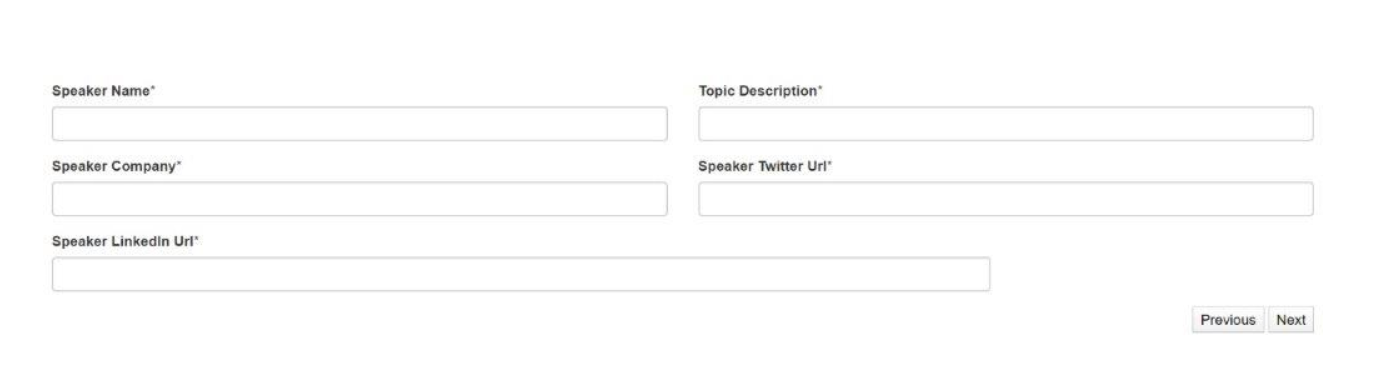 Speaker Name* Topic Description*
Speaker Company* Speaker Twitter Url*
Speaker LinkedIn Url*
Previous Next